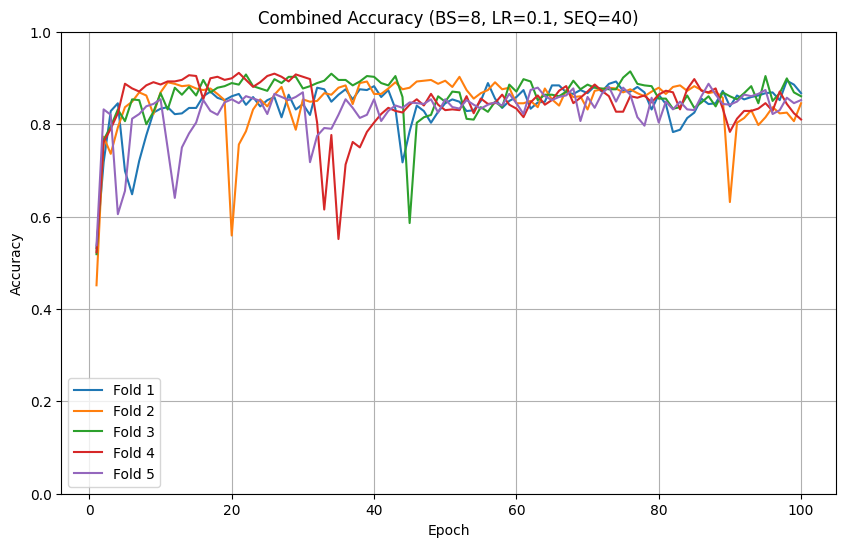 Combined Accuracy (BS=8, LR=0.1, SEQ=40)
1.0
0.8
0.6
0.4
0.2
0.0
Accuracy
Fold 1
Fold 2
Fold 3
Fold 4
Fold 5
0 20 40 60 80 100
Epoch